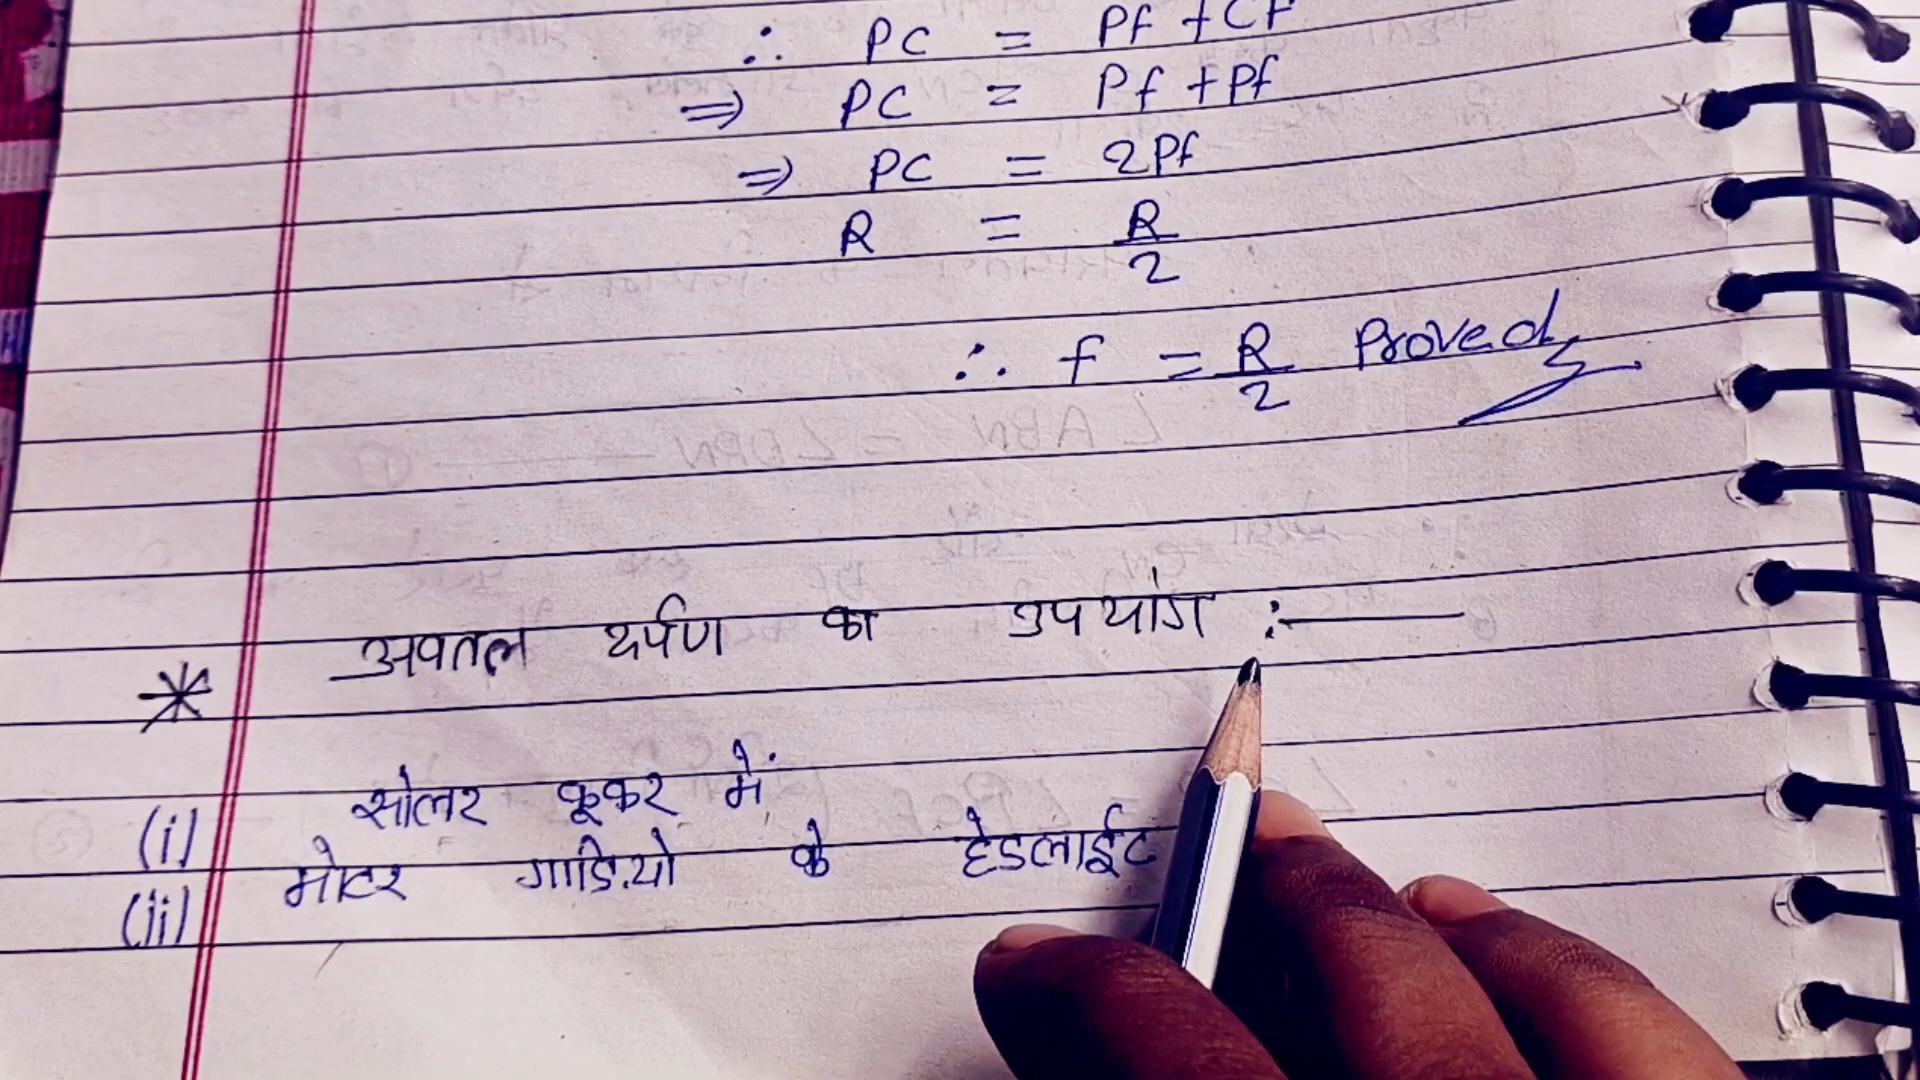 ∴ PC = Pf + CF
⇒ PC = Pf + Pf
⇒ PC = 2Pf
R = R/2
∴ f = R/2 Proved
* अवतल दर्पण का उपयोग :—
(i) सोलर कूकर में
(ii) मोटर गाडियो के हेडलाईट